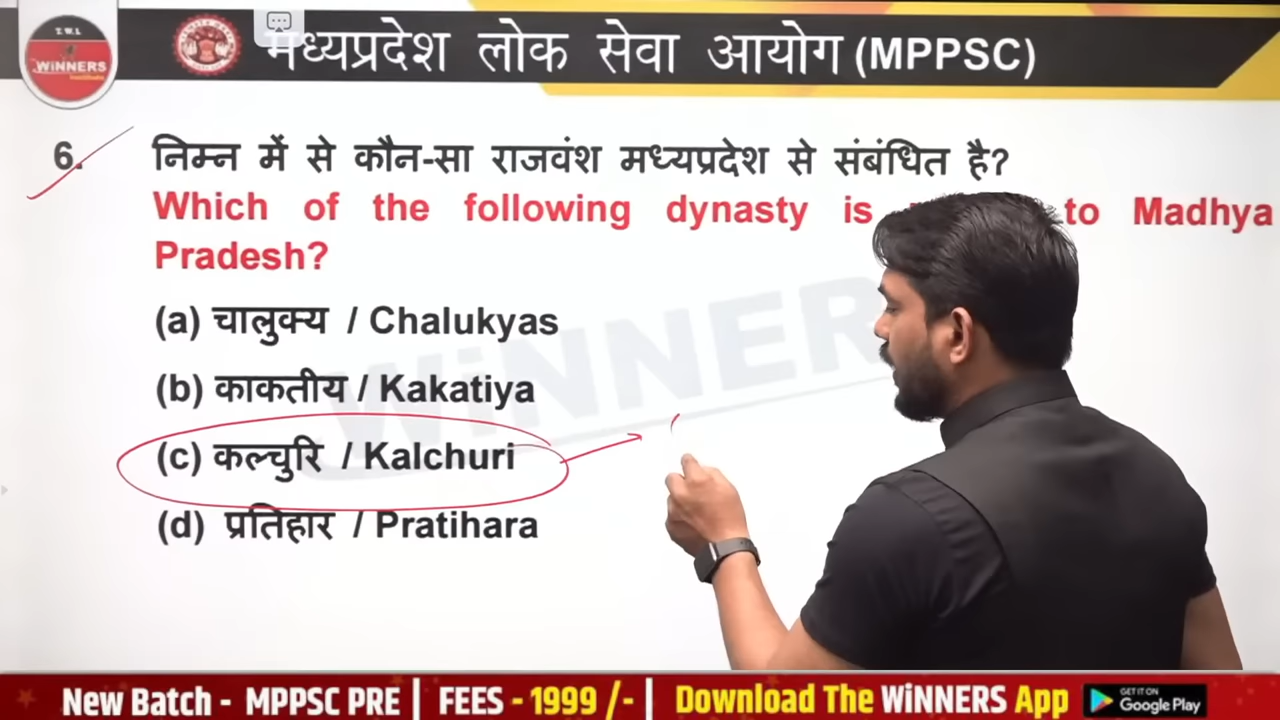 T.W.I.
WiNNERS
मध्यप्रदेश लोक सेवा आयोग (MPPSC)
6. निम्न में से कौन-सा राजवंश मध्यप्रदेश से संबंधित है?
Which of the following dynasty is to Madhya
Pradesh?
(a) चालुक्य / Chalukyas
(b) काकतीय / Kakatiya
(c) कल्चुरि / Kalchuri
(d) प्रतिहार / Pratihara
WiNNER
New Batch - MPPSC PRE | FEES - 1999 /- | Download The WiNNERS App
GET IT ON
Google Play